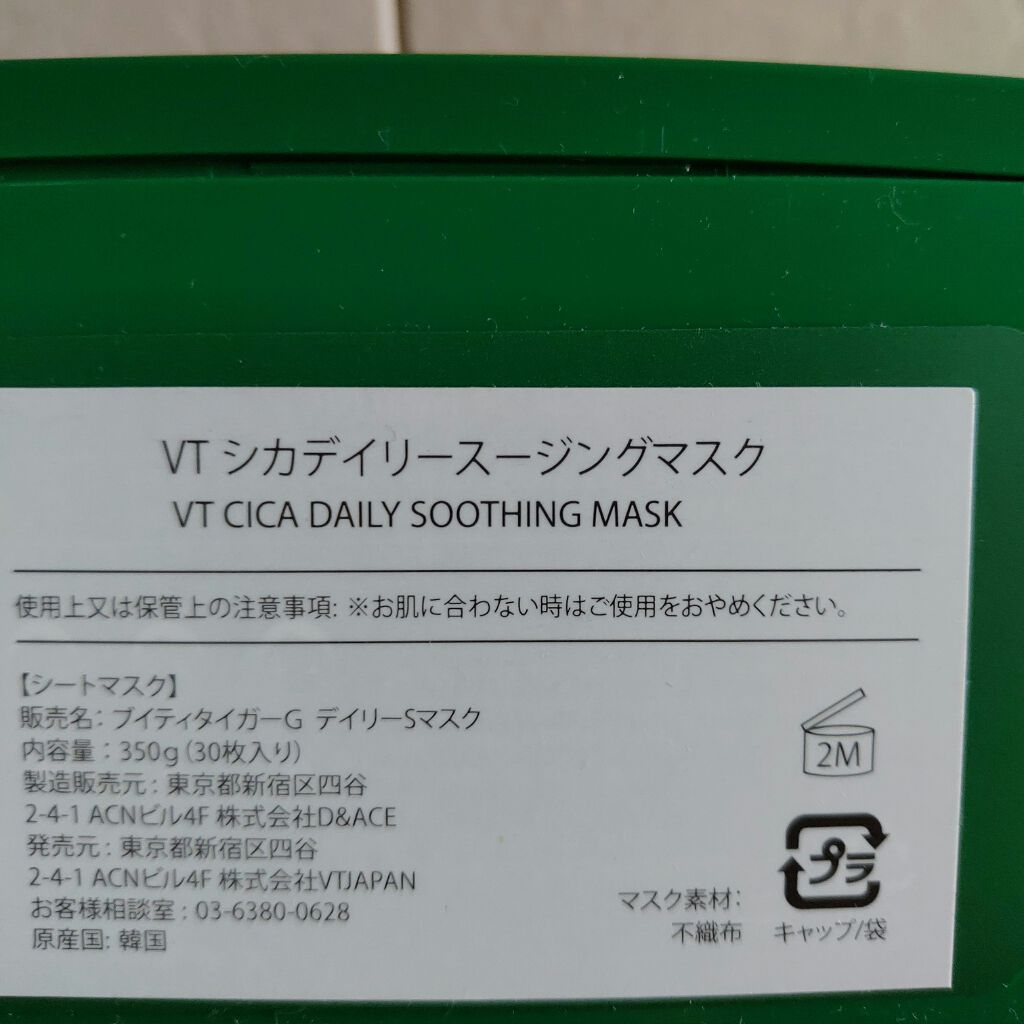 VT シカデイリースージングマスク
VT CICA DAILY SOOTHING MASK
使用上又は保管上の注意事項: ※お肌に合わない時はご使用をおやめください。
【シートマスク】
販売名: ブイティタイガーG デイリーSマスク
内容量：350g（30枚入り）
製造販売元 : 東京都新宿区四谷
2-4-1 ACNビル4F 株式会社D&ACE
発売元 : 東京都新宿区四谷
2-4-1 ACNビル4F 株式会社VTJAPAN
お客様相談室 : 03-6380-0628
原産国: 韓国
2M
プラ
マスク素材:
不織布
キャップ/袋